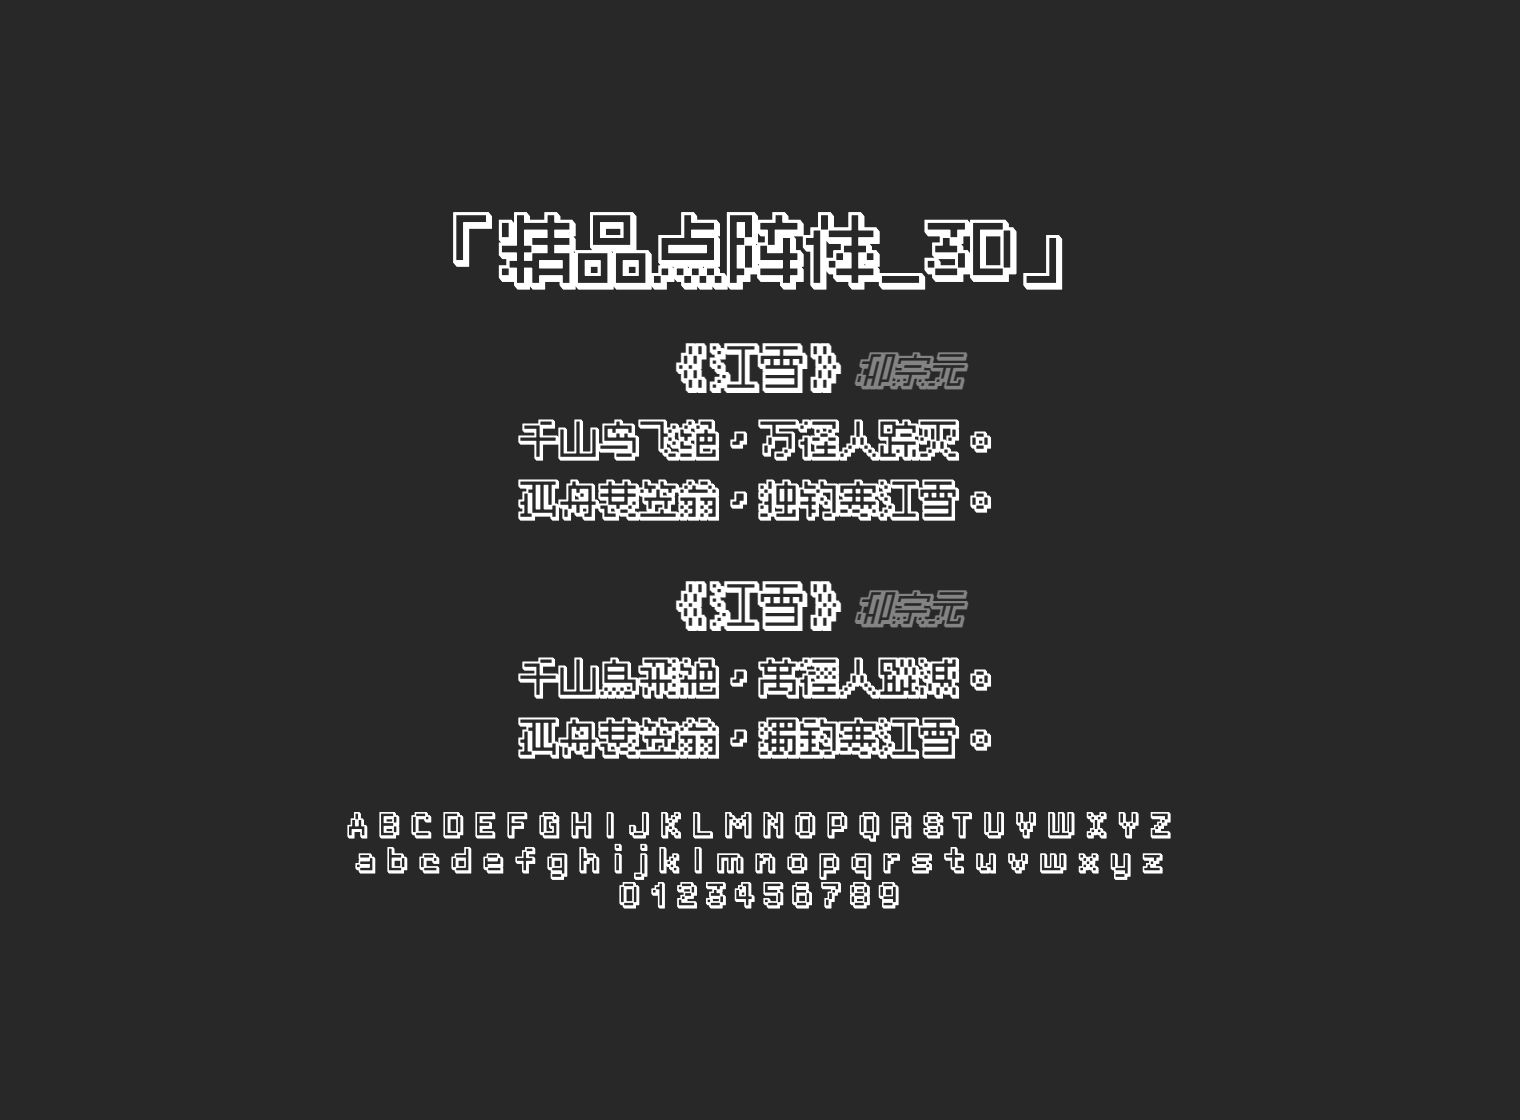 「精品点阵体_3D」
《江雪》柳宗元
千山鸟飞绝，万径人踪灭。
孤舟蓑笠翁，独钓寒江雪。
《江雪》柳宗元
千山鳥飛絕，萬徑人蹤滅。
孤舟蓑笠翁，獨釣寒江雪。
A B C D E F G H I J K L M N O P Q R S T U V W X Y Z
a b c d e f g h i j k l m n o p q r s t u v w x y z
0 1 2 3 4 5 6 7 8 9